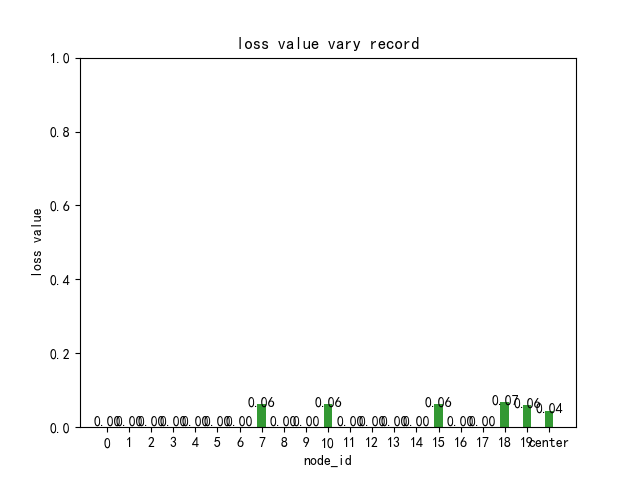 loss value vary record
1.0
0.8
0.6
0.4
0.2
0.0
loss value
0.00 0.00 0.00 0.00 0.00 0.00 0.00 0.06 0.00 0.00 0.06 0.00 0.00 0.00 0.00 0.06 0.00 0.00 0.07 0.06 0.04
0 1 2 3 4 5 6 7 8 9 10 11 12 13 14 15 16 17 18 19 center
node_id